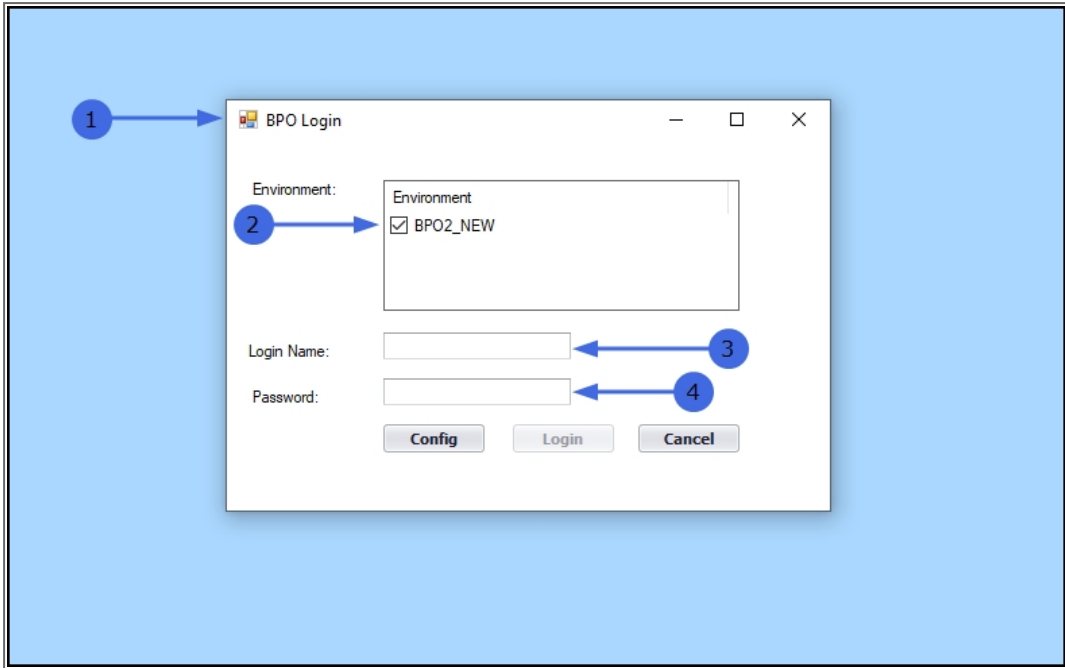 1
BPO Login
Environment:
Environment
2
BPO2_NEW
Login Name:
3
Password:
4
Config Login Cancel